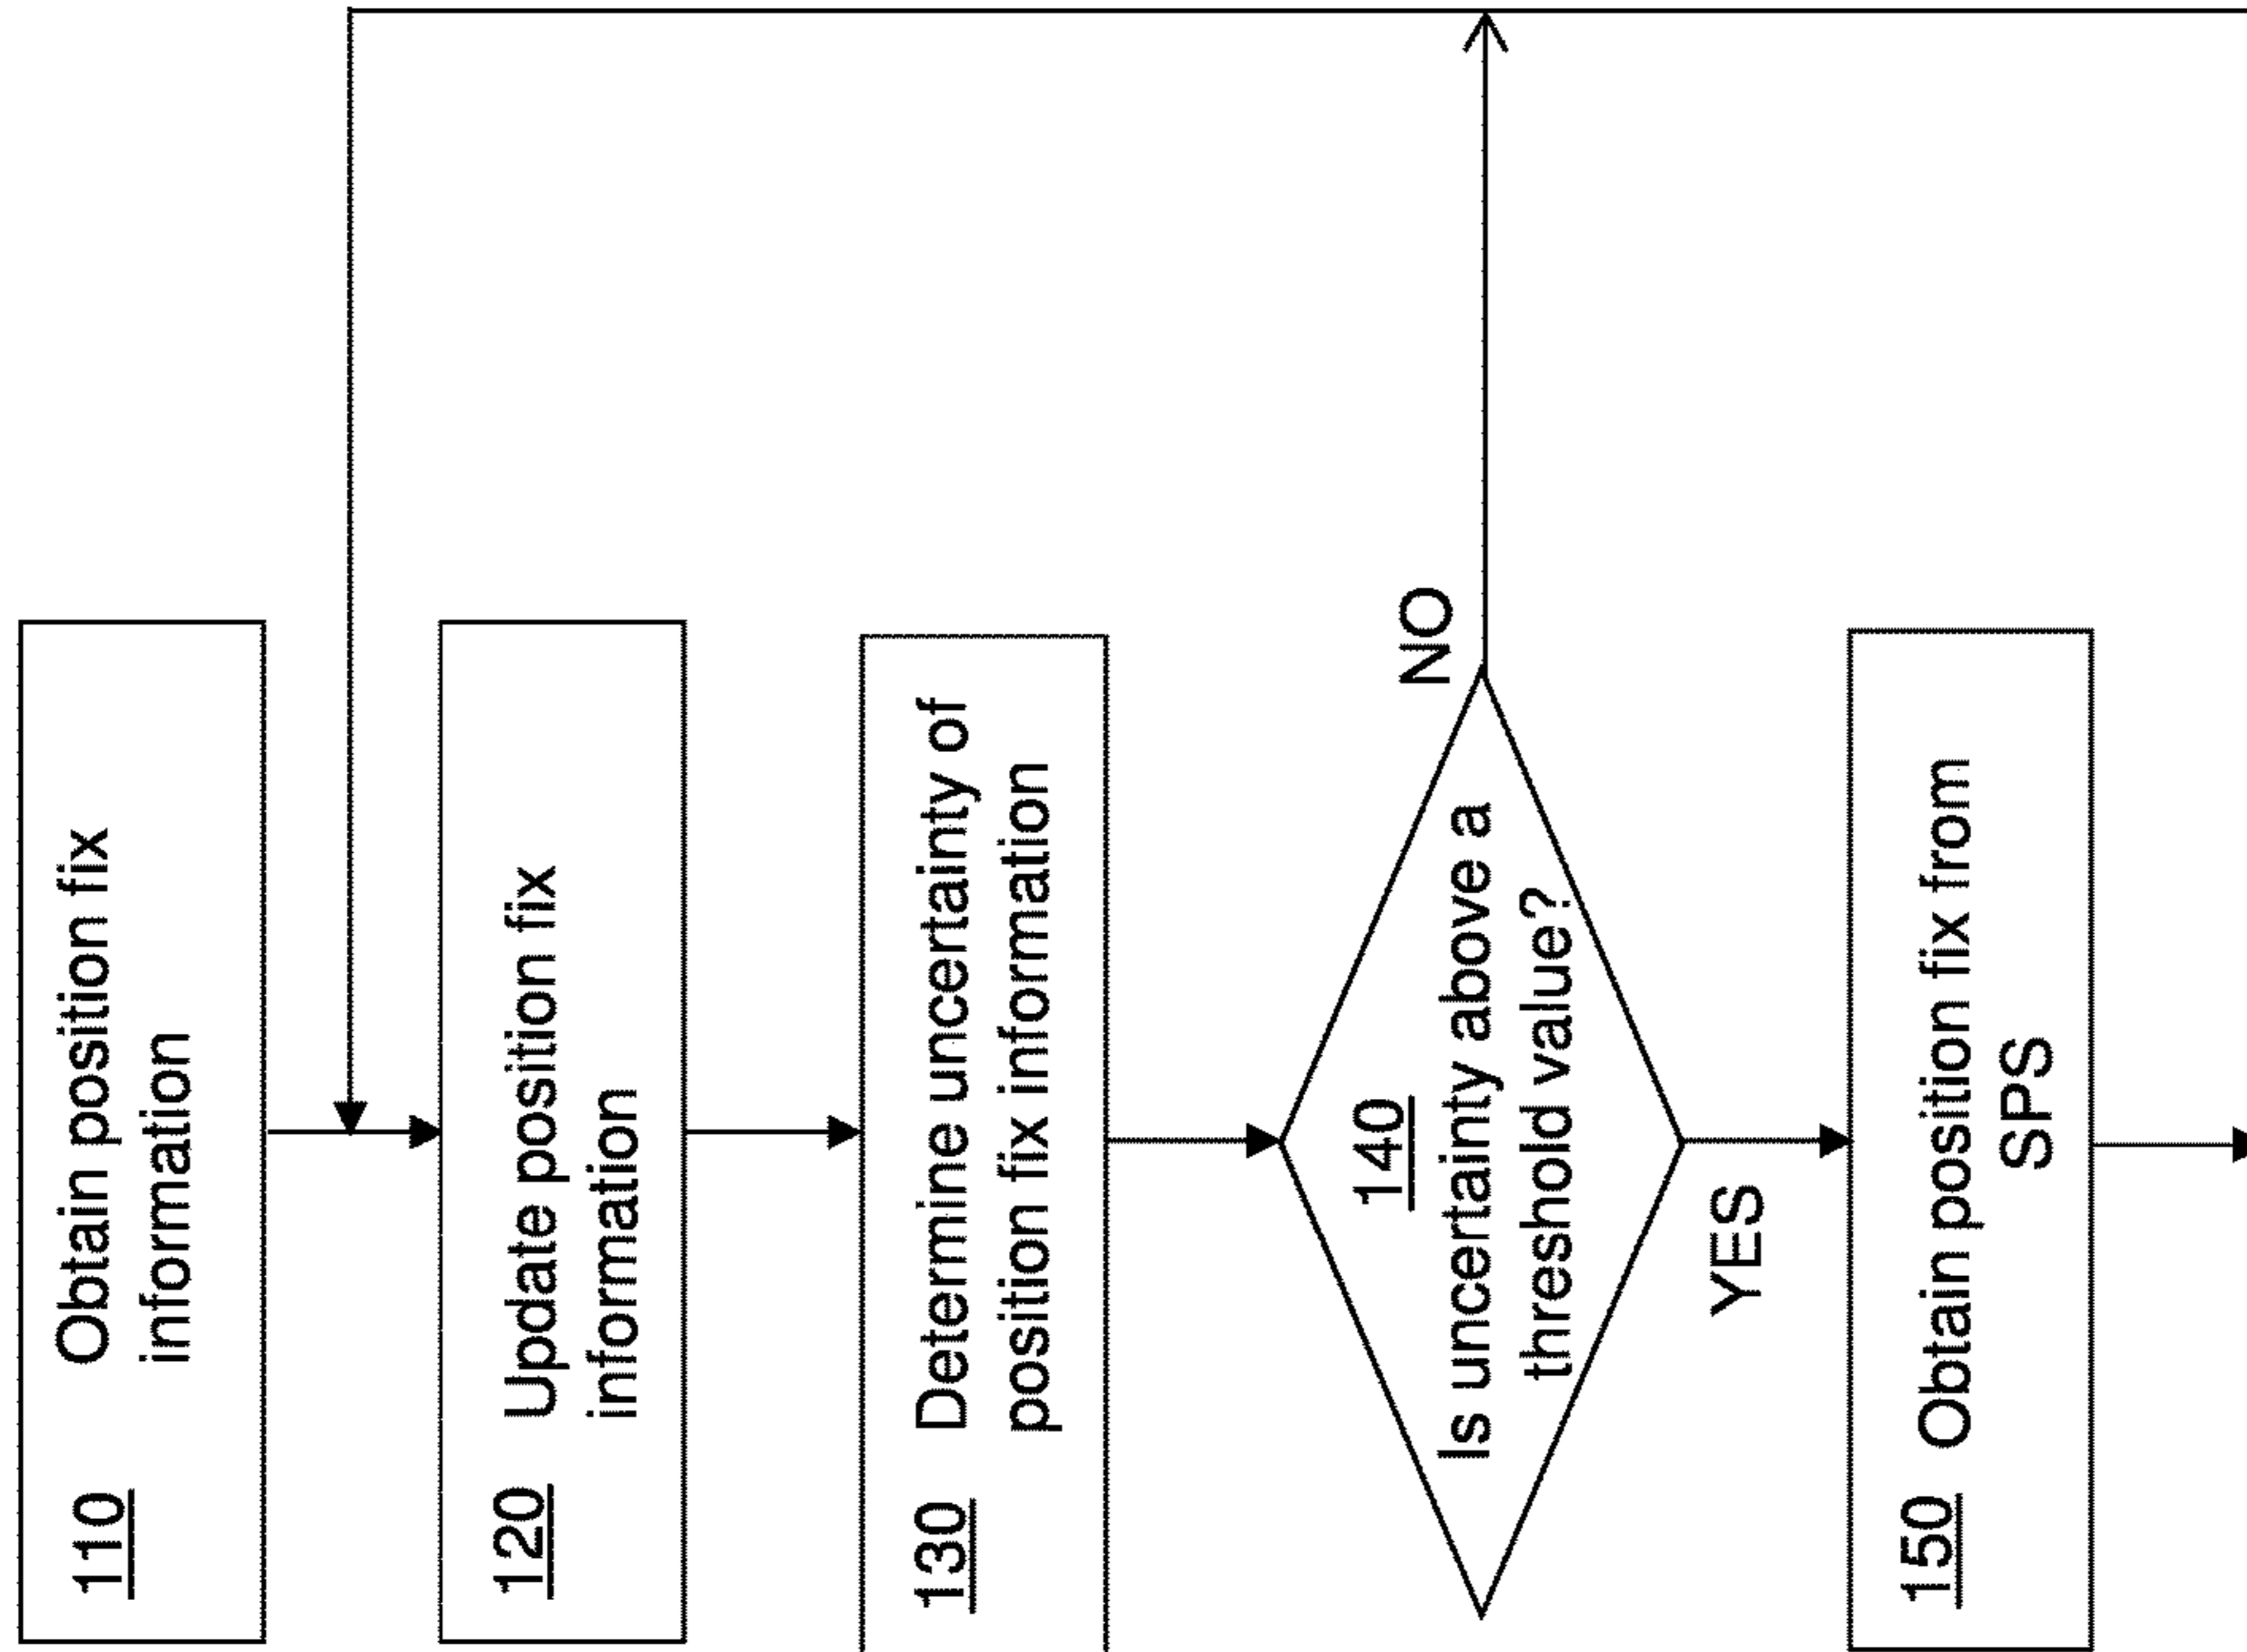 110 Obtain position fix
information
120 Update position fix
information
130 Determine uncertainty of
position fix information
140
Is uncertainty above a
threshold value?
NO
YES
150 Obtain position fix from
SPS